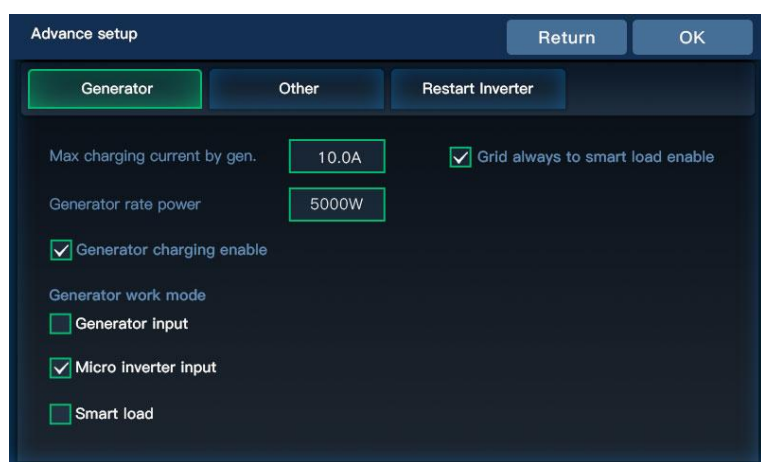 Advance setup Return OK
Generator Other Restart Inverter
Max charging current by gen. 10.0A Grid always to smart load enable
Generator rate power 5000W
Generator charging enable
Generator work mode
Generator input
Micro inverter input
Smart load